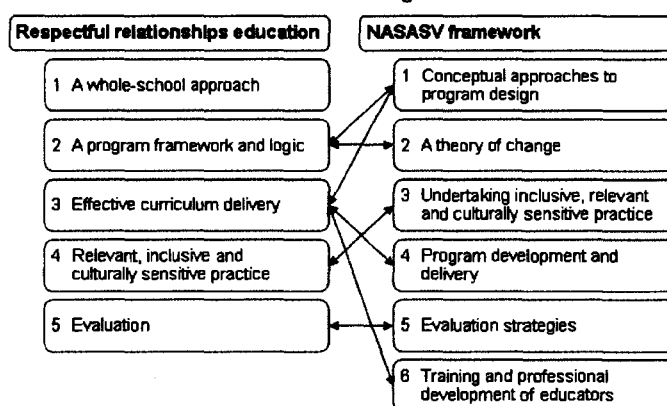 Respectful relationships education
1 A whole-school approach
2 A program framework and logic
3 Effective curriculum delivery
4 Relevant, inclusive and
culturally sensitive practice
5 Evaluation
NASASV framework
1 Conceptual approaches to
program design
2 A theory of change
3 Undertaking inclusive, relevant
and culturally sensitive practice
4 Program development and
delivery
5 Evaluation strategies
6 Training and professional
development of educators